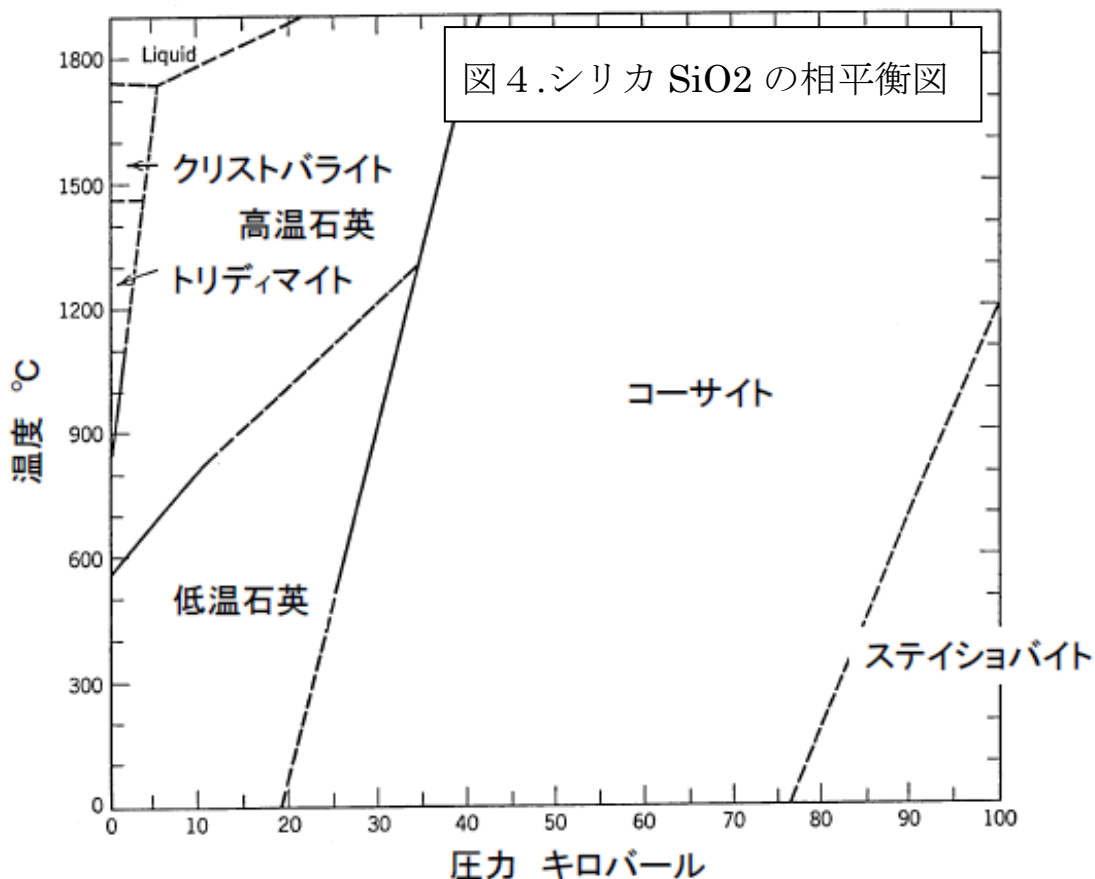 図４.シリカ SiO2 の相平衡図
Liquid
クリストバライト
高温石英
トリディマイト
コーサイト
低温石英
ステイショバイト
温度 ℃
1800
1500
1200
900
600
300
0
0 10 20 30 40 50 60 70 80 90 100
圧力 キロバール